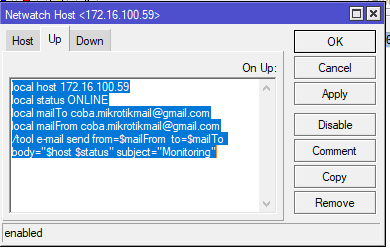 Netwatch Host <172.16.100.59>
Host Up Down
On Up:
local host 172.16.100.59
local status ONLINE
local mailTo coba.mikrotikmail@gmail.com
local mailFrom coba.mikrotikmail@gmail.com
/tool e-mail send from=$mailFrom to=$mailTo
body="$host $status" subject="Monitoring"
OK
Cancel
Apply
Disable
Comment
Copy
Remove
enabled